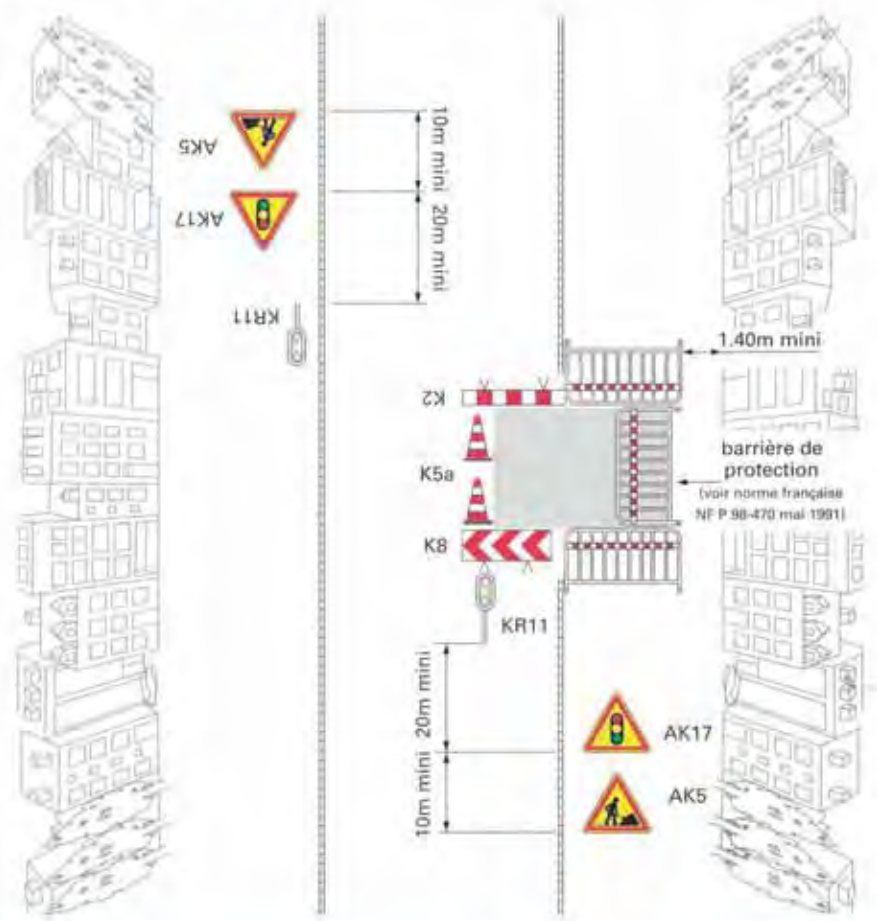 AK5
10m mini
AK17
20m mini
KR11
1.40m mini
K2
barrière de
protection
(voir norme française
NF P 98-470 mai 1991)
K5a
K8
KR11
20m mini
AK17
10m mini
AK5